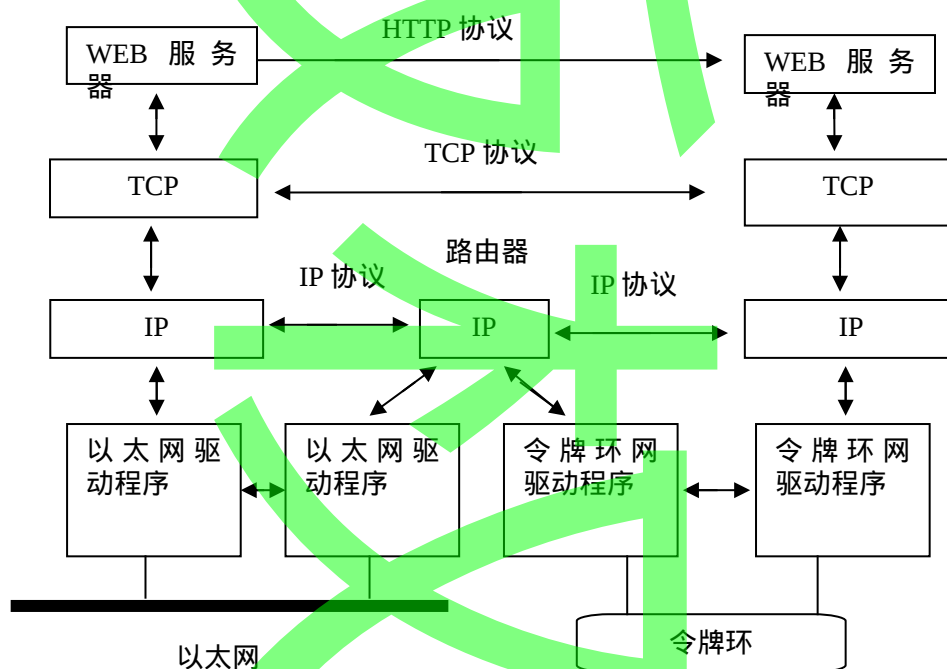 HTTP 协议
WEB 服务
器
WEB 服务
器
TCP 协议
TCP
TCP
路由器
IP 协议
IP 协议
IP
IP
IP
以太网驱
动程序
以太网驱
动程序
令牌环网
驱动程序
令牌环网
驱动程序
以太网
令牌环